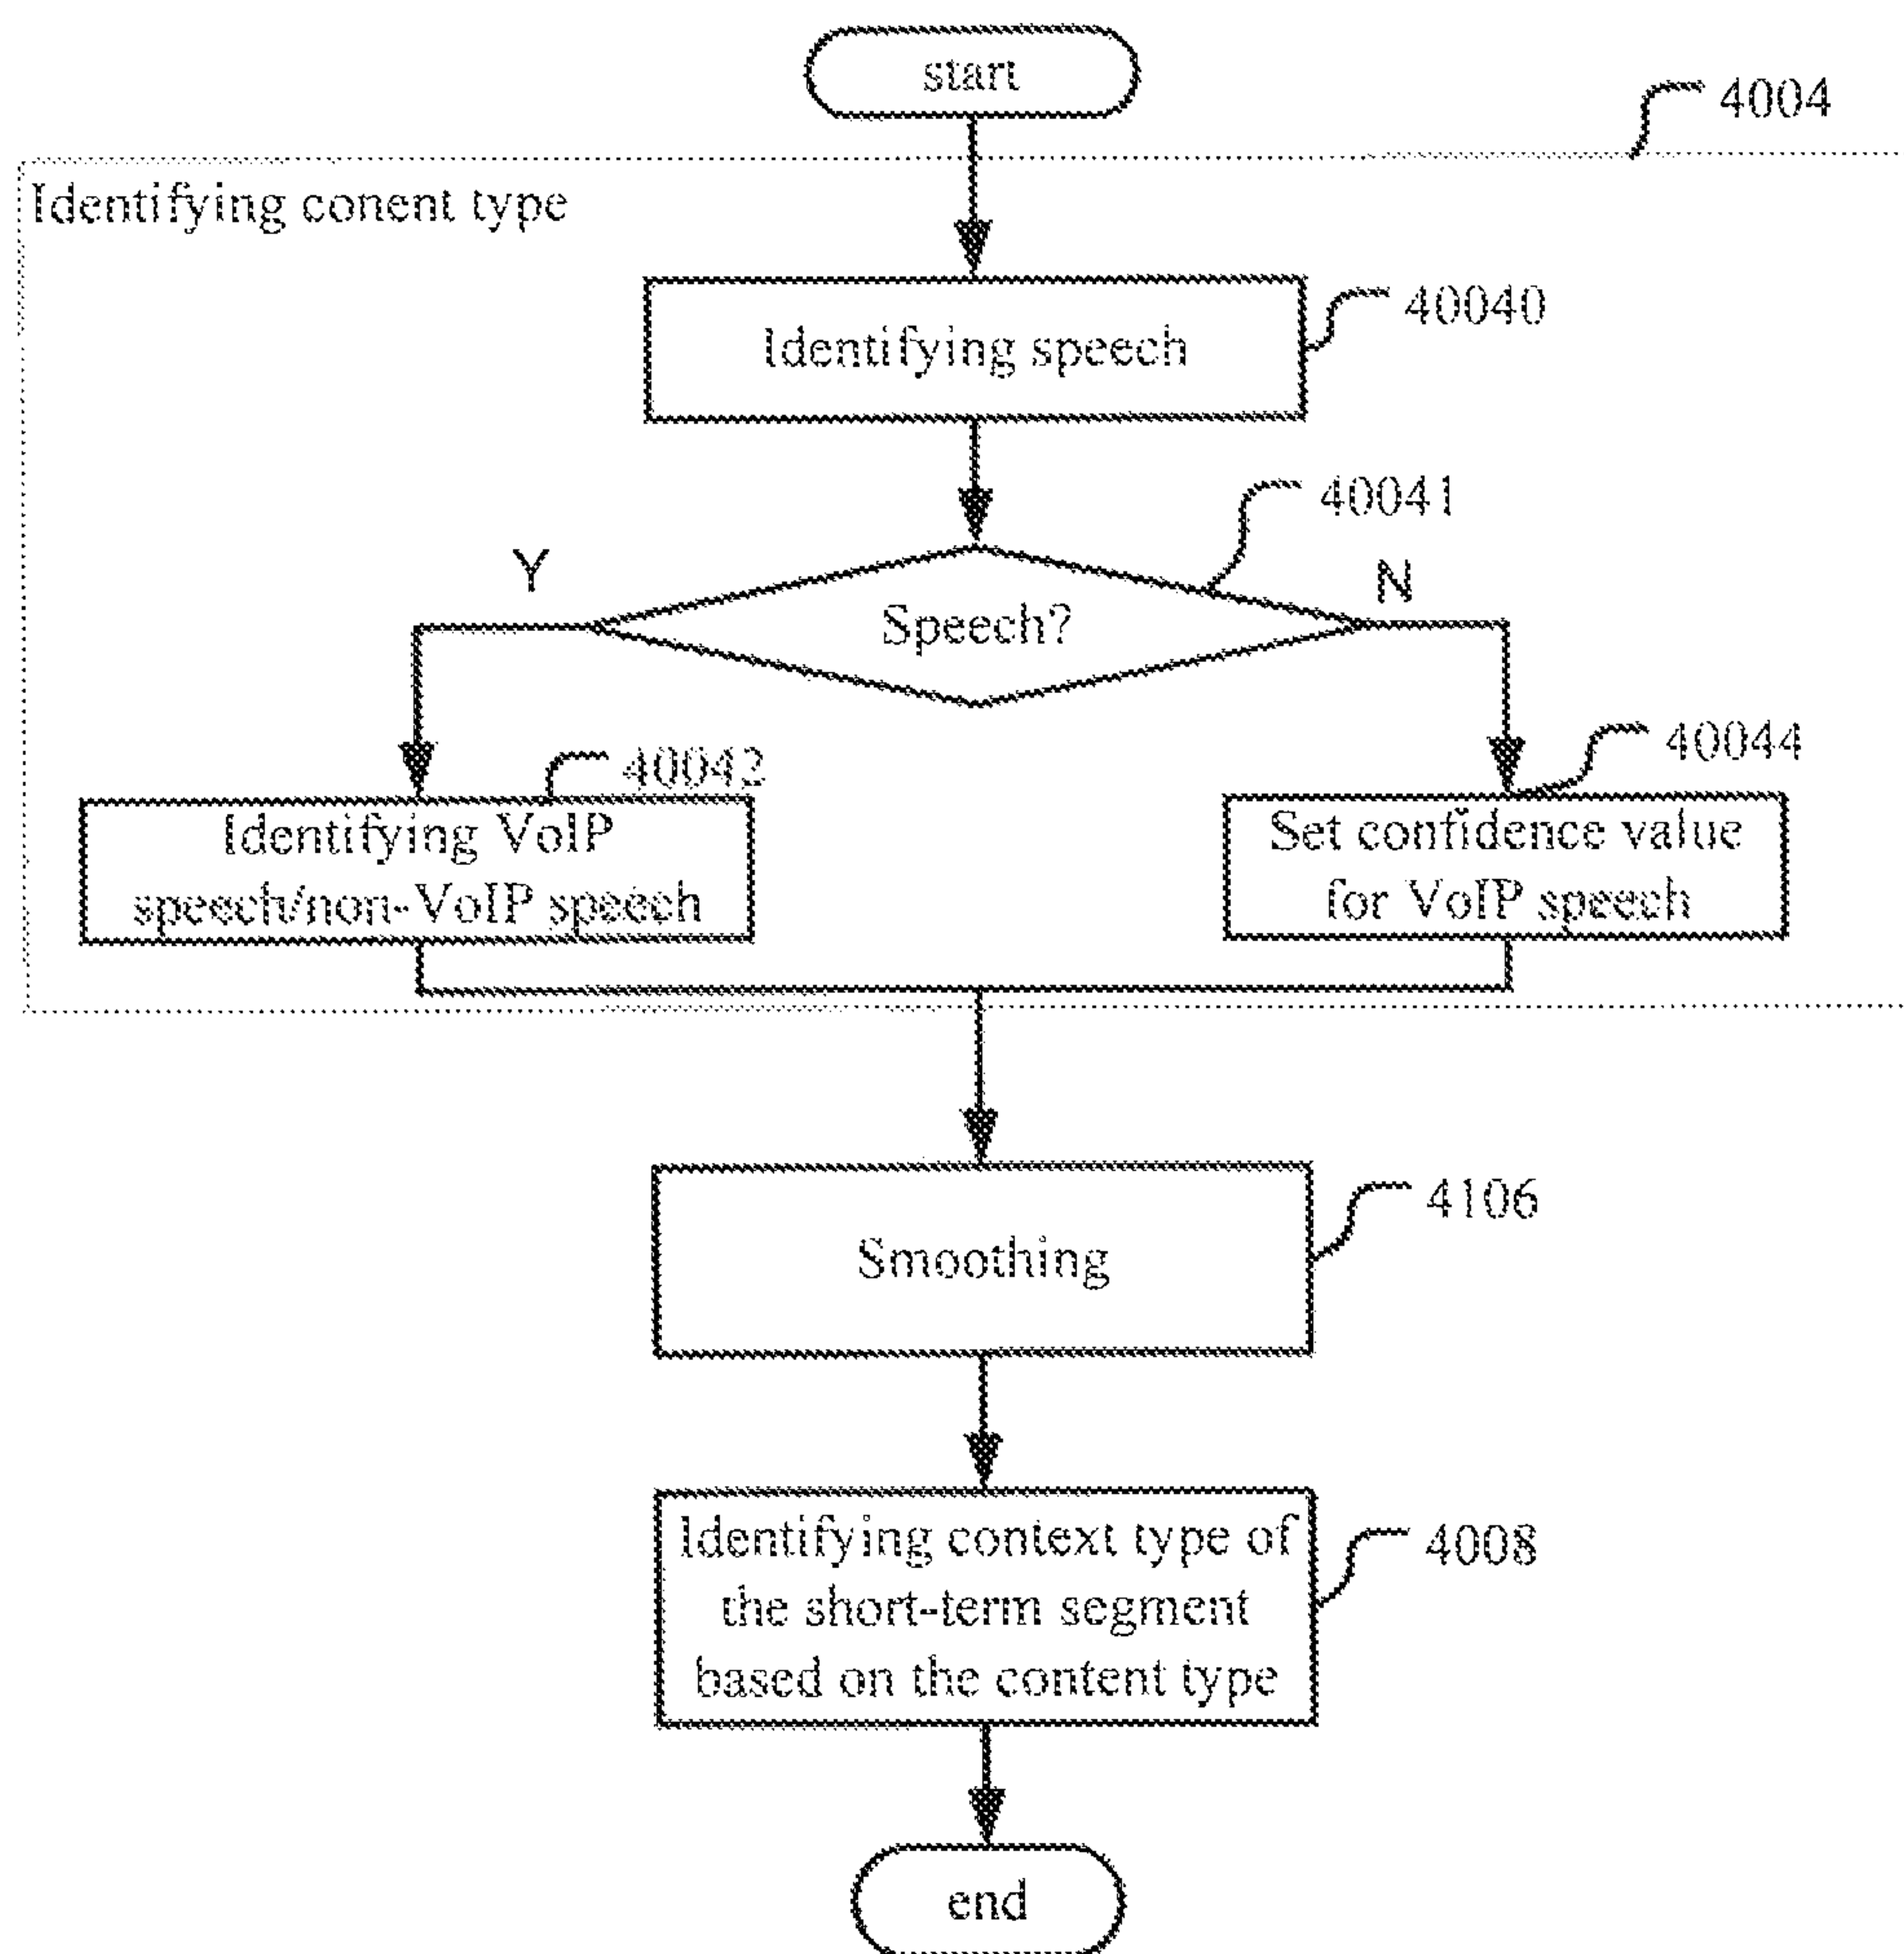 start
4004
Identifying conent type
40040
Identifying speech
40041
Y
N
Speech?
40042
40044
Identifying VoIP
speech/non-VoIP speech
Set confidence value
for VoIP speech
4106
Smoothing
Identifying context type of
the short-term segment
based on the content type
4008
end